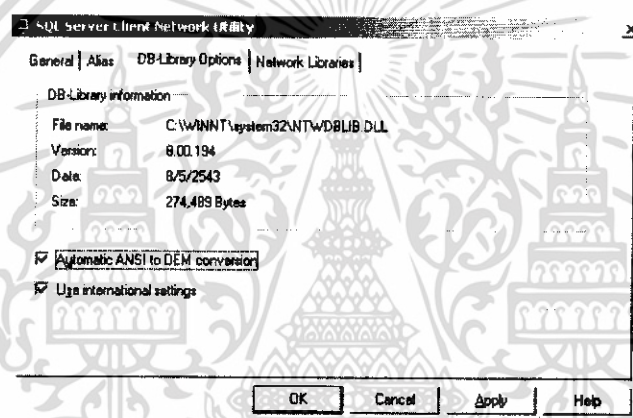 SQL Server Client Network Utility
General Alias DB-Library Options Network Libraries
DB-Library information
File name: C:\WINNT\system32\NTWDBLIB.DLL
Version: 8.00.194
Date: 8/5/2543
Size: 274,489 Bytes
Automatic ANSI to OEM conversion
Use international settings
OK Cancel Apply Help